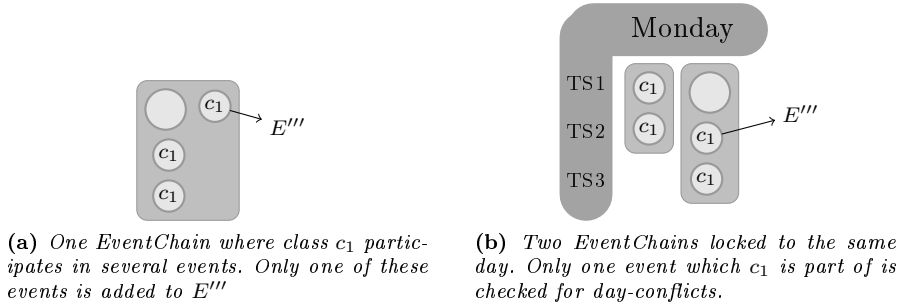 c₁
E′′′
c₁
c₁
(a) One EventChain where class c₁ partic-
ipates in several events. Only one of these
events is added to E′′′
Monday
TS1
c₁
TS2
c₁
c₁
E′′′
TS3
c₁
(b) Two EventChains locked to the same
day. Only one event which c₁ is part of is
checked for day-conflicts.